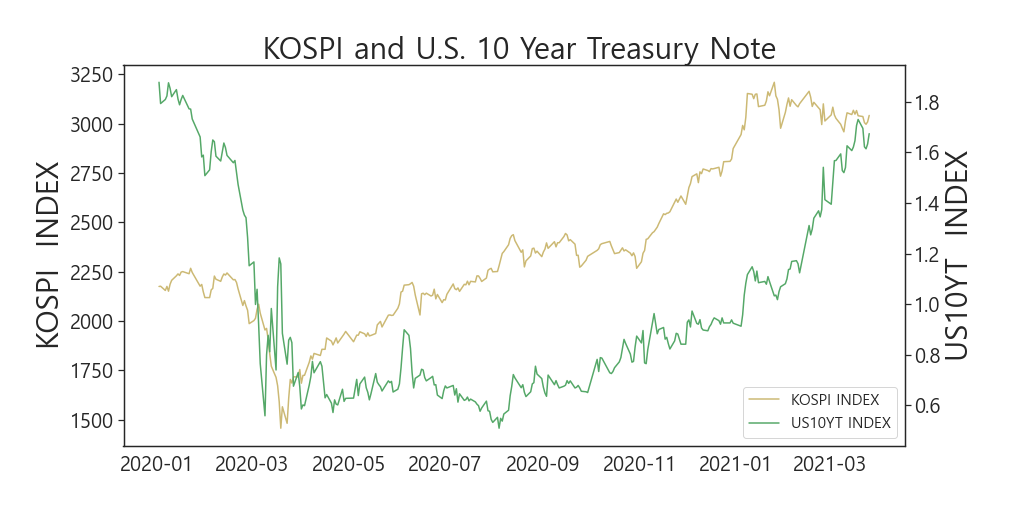 KOSPI and U.S. 10 Year Treasury Note
KOSPI INDEX
3250
3000
2750
2500
2250
2000
1750
1500
1.8
1.6
1.4
1.2
1.0
0.8
0.6
US10YT INDEX
KOSPI INDEX
US10YT INDEX
2020-01 2020-03 2020-05 2020-07 2020-09 2020-11 2021-01 2021-03